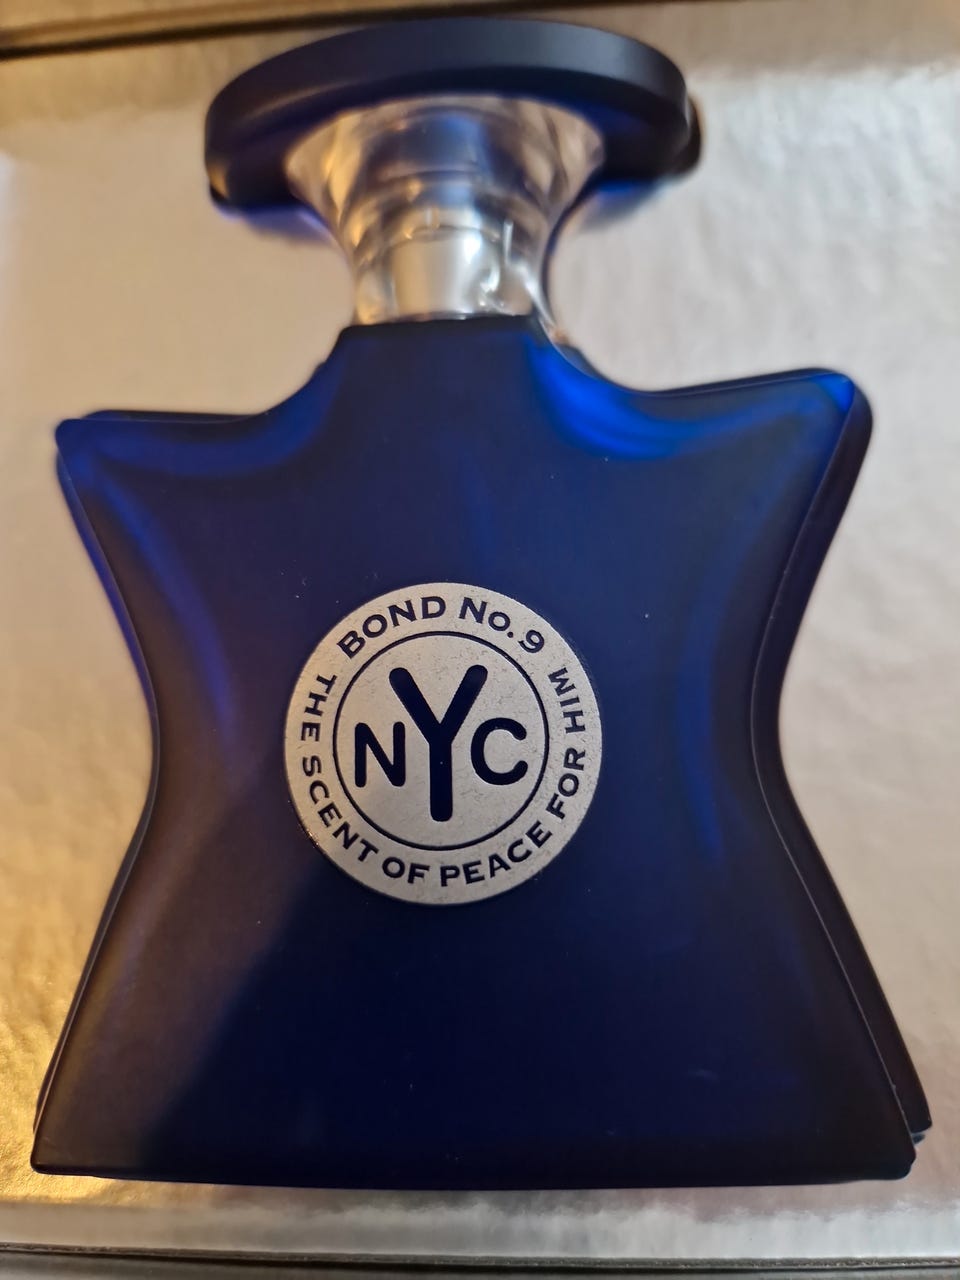 BOND No.9
THE SCENT OF PEACE FOR HIM
NYC